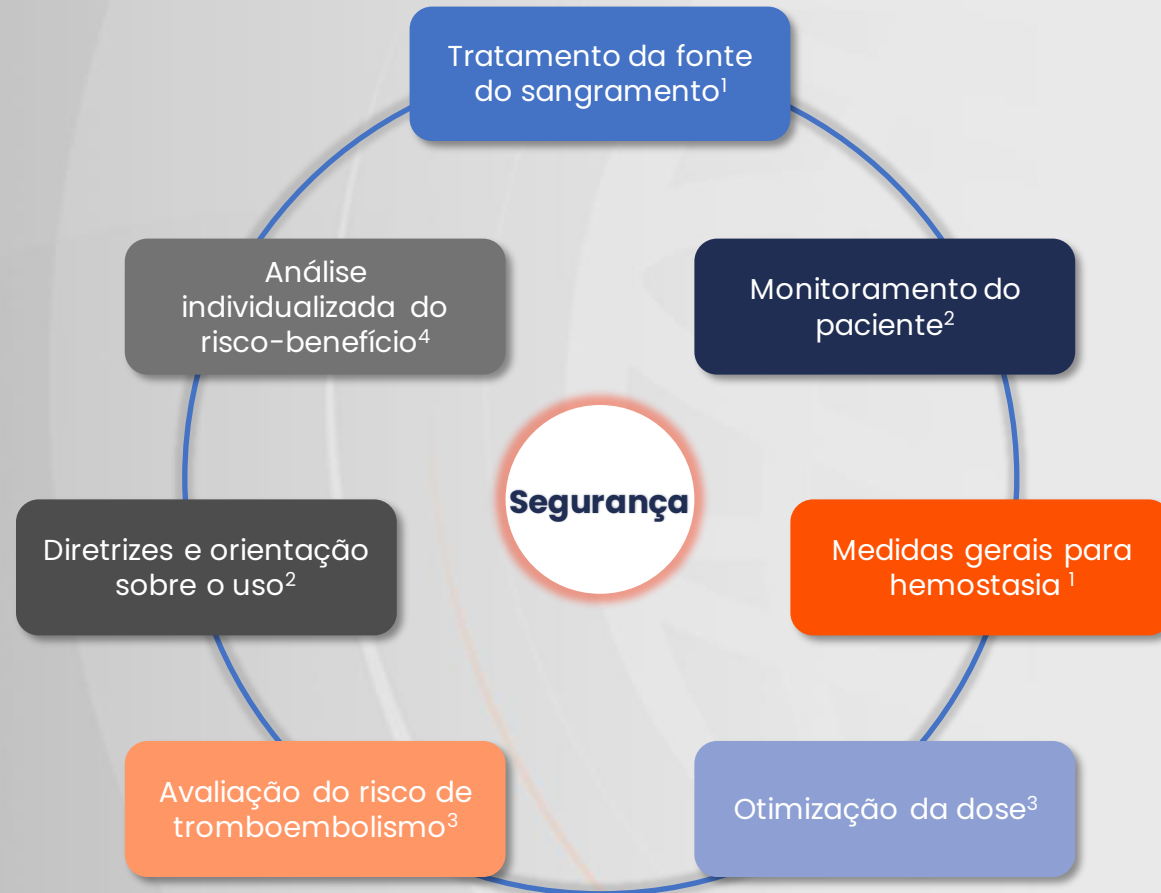 Tratamento da fonte
do sangramento¹
Análise
individualizada do
risco-benefício⁴
Monitoramento do
paciente²
Segurança
Diretrizes e orientação
sobre o uso²
Medidas gerais para
hemostasia ¹
Avaliação do risco de
tromboembolismo³
Otimização da dose³